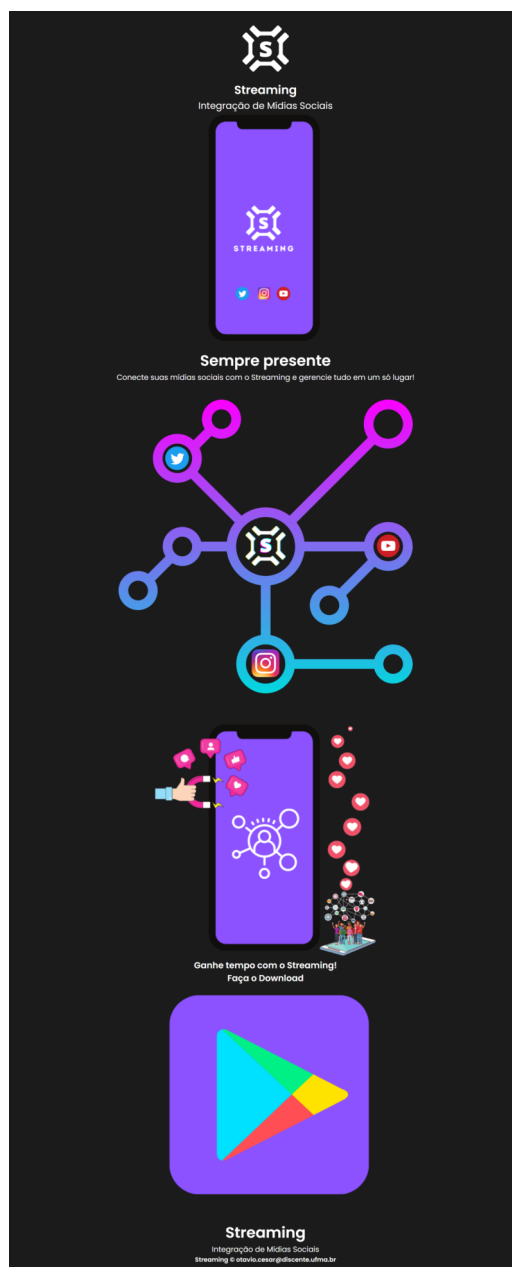 S
Streaming
Integração de Mídias Sociais
S
STREAMING
Sempre presente
Conecte suas mídias sociais com o Streaming e gerencie tudo em um só lugar!
S
Ganhe tempo com o Streaming!
Faça o Download
Streaming
Integração de Mídias Sociais
Streaming © otavio.cesar@discente.ufma.br